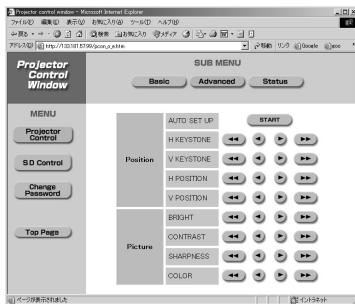 Projector control window - Microsoft Internet Explorer
ファイル(F) 編集(E) 表示(V) お気に入り(A) ツール(T) ヘルプ(H)
戻る 検索 お気に入り メディア
アドレス(D) 移動 リンク Google
Projector
Control
Window
SUB MENU
Basic Advanced Status
MENU
Projector
Control
SD Control
Change
Password
Top Page
AUTO SET UP START
H KEYSTONE
Position V KEYSTONE
H POSITION
V POSITION
BRIGHT
CONTRAST
Picture
SHARPNESS
COLOR
ページが表示されました イントラネット